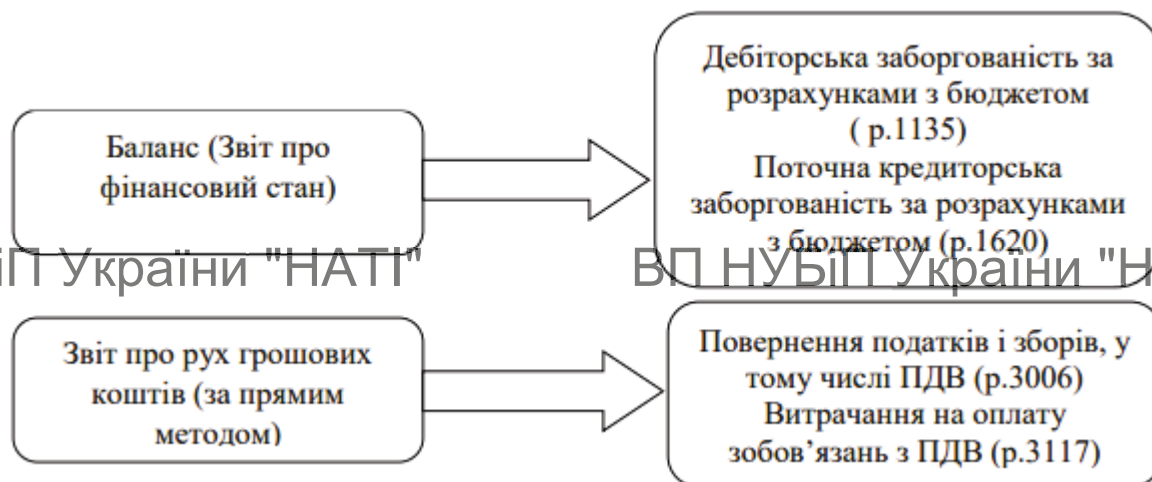 Баланс (Звіт про
фінансовий стан)
Дебіторська заборгованість за
розрахунками з бюджетом
( р.1135)
Поточна кредиторська
заборгованість за розрахунками
з бюджетом (р.1620)
іП України "НАТІ"
ВП НУБіП України "Н
Звіт про рух грошових
коштів (за прямим
методом)
Повернення податків і зборів, у
тому числі ПДВ (р.3006)
Витрачання на оплату
зобов’язань з ПДВ (р.3117)